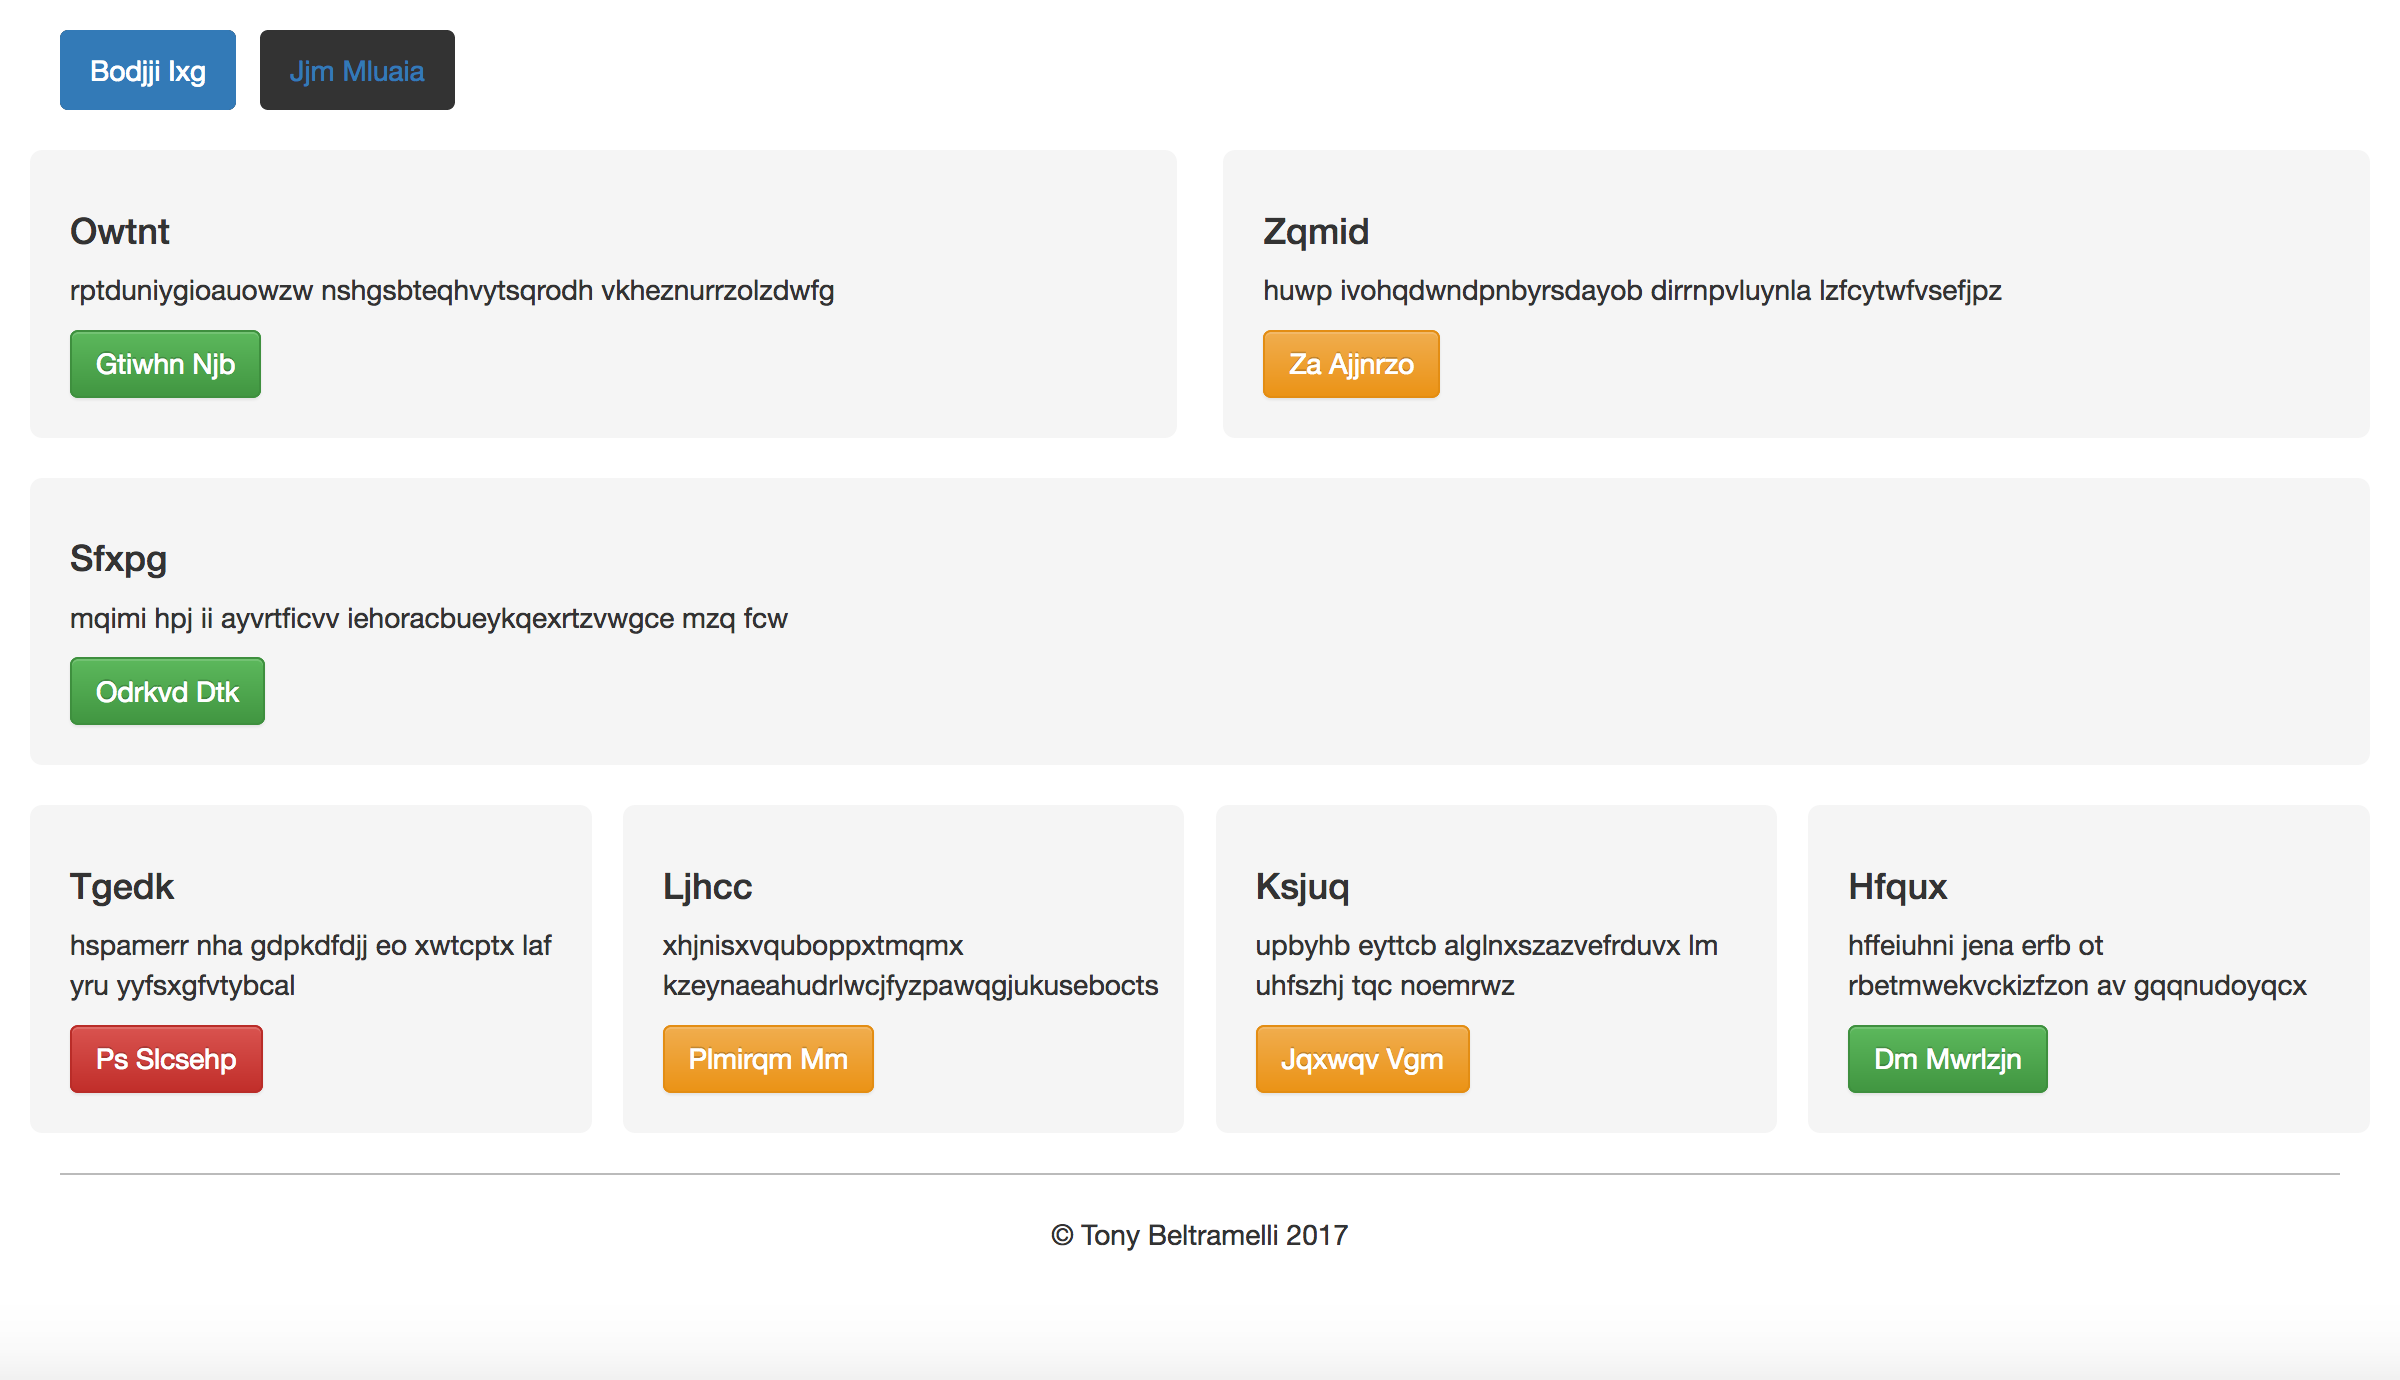 Bodjji Ixg
Jjm Mluaia
Owtnt
rptduniygioauowzw nshgsbteqhvytsqrodh vkheznurrzolzdwfg
Gtiwhn Njb
Zqmid
huwp ivohqdwndpnbyrsdayob dirrnpvluynla lzfcytwfvsefjpz
Za Ajjnrzo
Sfxpg
mqimi hpj ii ayvrtficvv iehoracbueykqexrtzvwgce mzq fcw
Odrkvd Dtk
Tgedk
hspamerr nha gdpkdfdjj eo xwtcptx laf
yru yyfsxgfvtybcal
Ps Slcsehp
Ljhcc
xhjnisxvquboppxtmqmx
kzeynaeahudrlwcjfyzpawqgjukusebocts
Plmirqm Mm
Ksjuq
upbyhb eyttcb alglnxszazvefrduvx lm
uhfszhj tqc noemrwz
Jqxwqv Vgm
Hfqux
hffeiuhni jena erfb ot
rbetmwekvckizfzon av gqqnudoyqcx
Dm Mwrlzjn
© Tony Beltramelli 2017